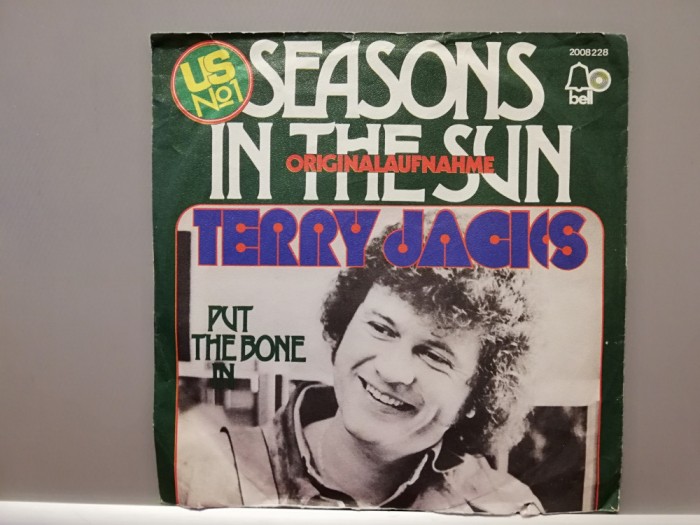 US
No1
SEASONS
2008228
bell
IN THE SUN
ORIGINALAUFNAHME
TERRY JACKS
PUT
THE BONE
IN